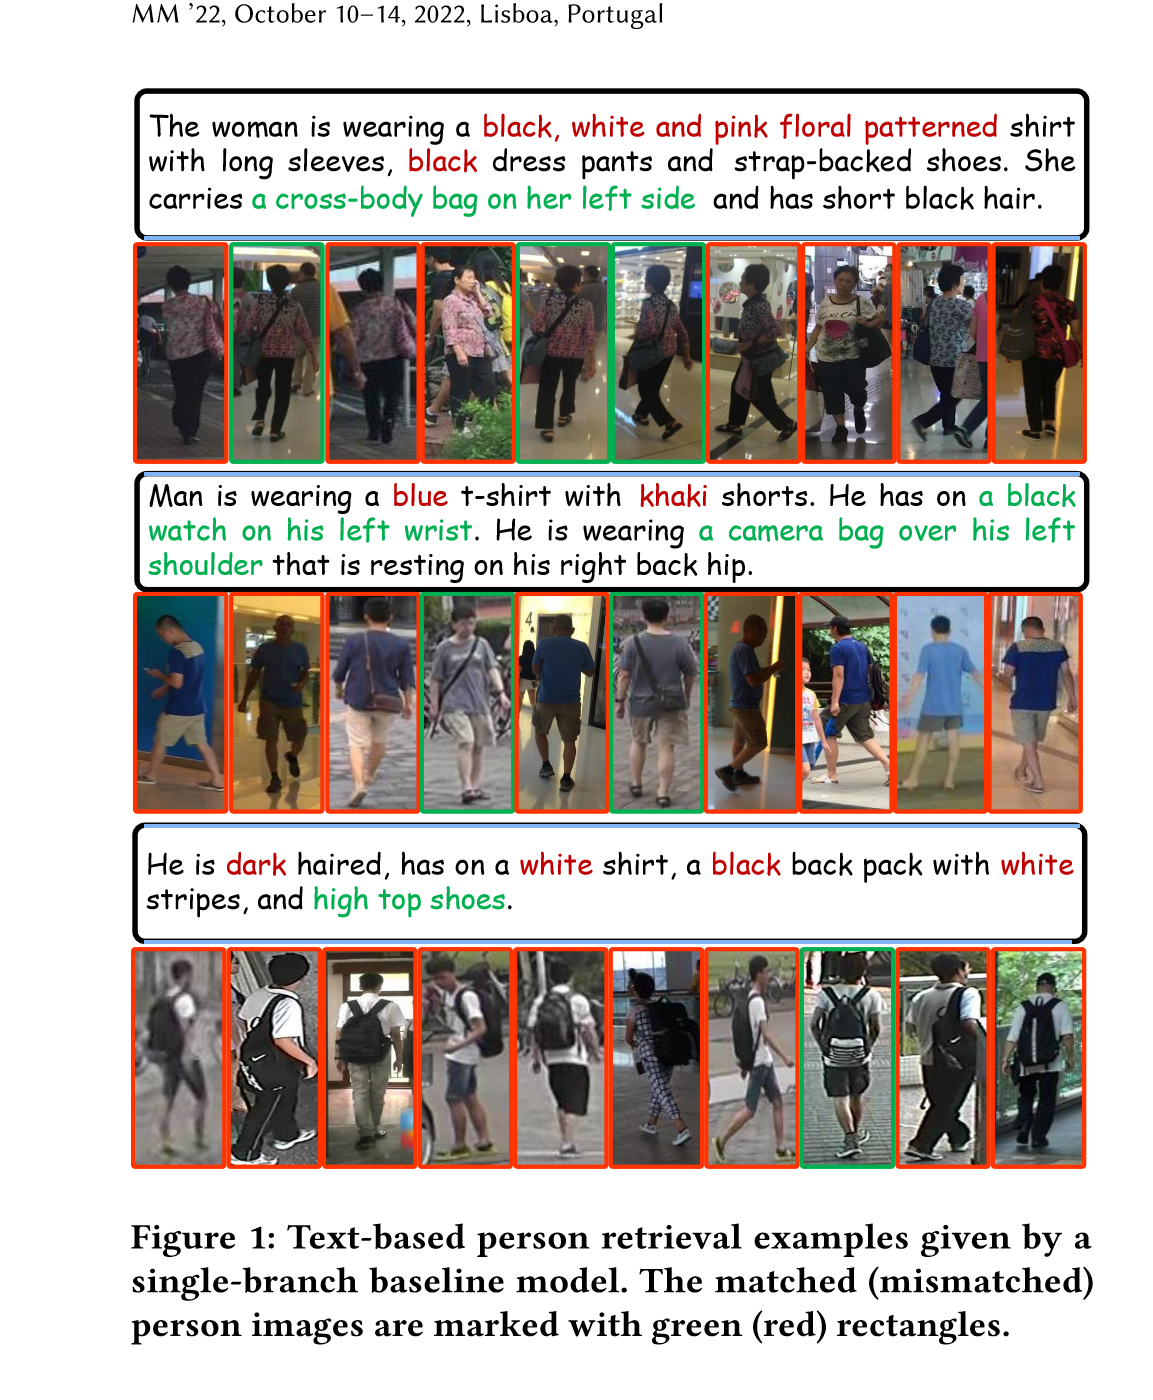 MM ’22, October 10–14, 2022, Lisboa, Portugal
The woman is wearing a black, white and pink floral patterned shirt
with long sleeves, black dress pants and strap-backed shoes. She
carries a cross-body bag on her left side and has short black hair.
Man is wearing a blue t-shirt with khaki shorts. He has on a black
watch on his left wrist. He is wearing a camera bag over his left
shoulder that is resting on his right back hip.
4
He is dark haired, has on a white shirt, a black back pack with white
stripes, and high top shoes.
Figure 1: Text-based person retrieval examples given by a
single-branch baseline model. The matched (mismatched)
person images are marked with green (red) rectangles.